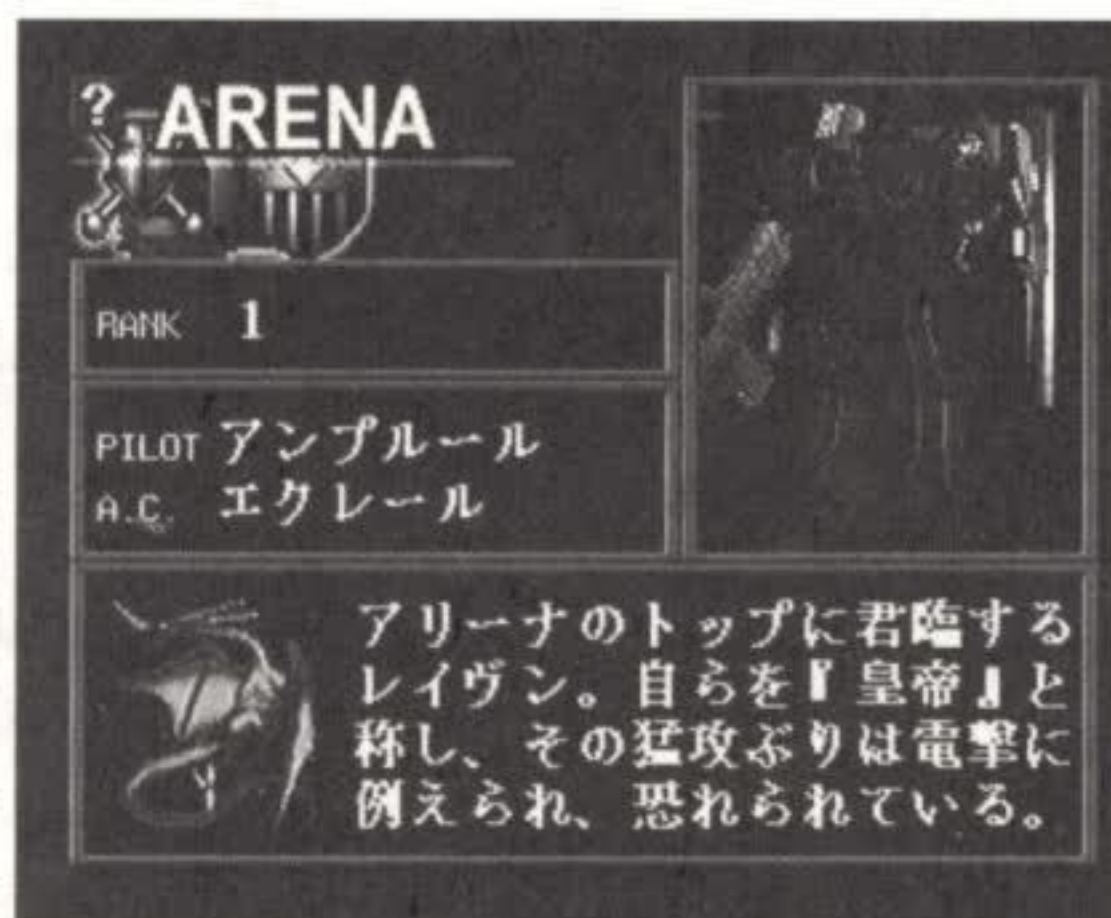 ARENA
RANK 1
PILOT アンプルール
A.C. エクレール
アリーナのトップに君臨する
レイヴン。自らを『皇帝』と
称し、その猛攻ぶりは電撃に
例えられ、恐れられている。